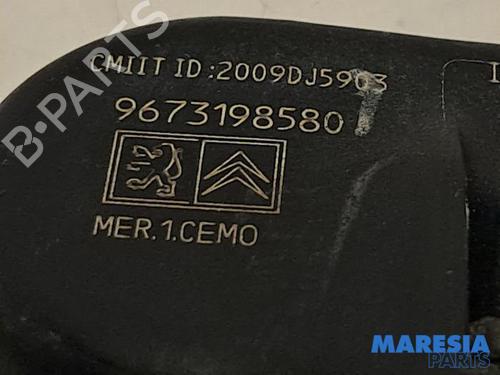 CMIIT ID:2009DJ5903
9673198580
MER.1.CEMO
B-PARTS
MARESIA
PARTS